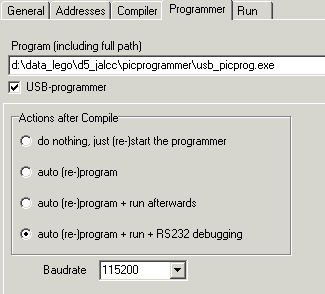 General Addresses Compiler Programmer Run
Program (including full path)
d:\data_lego\d5_jalcc\picprogrammer\usb_picprog.exe
USB-programmer
Actions after Compile
do nothing, just (re-)start the programmer
auto (re-)program
auto (re-)program + run afterwards
auto (re-)program + run + RS232 debugging
Baudrate 115200